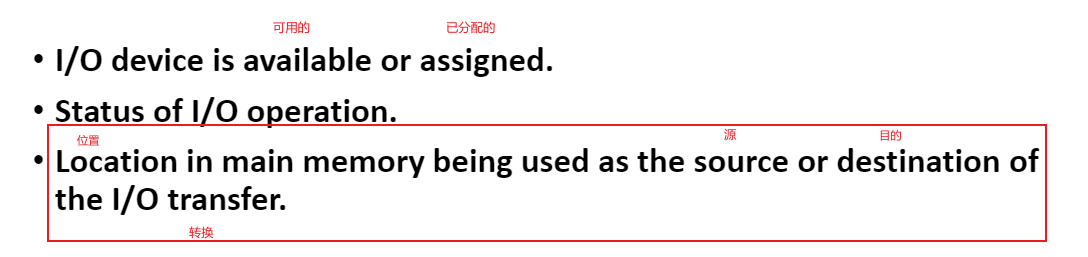 可用的 已分配的
• I/O device is available or assigned.
• Status of I/O operation.
位置 源 目的
• Location in main memory being used as the source or destination of
the I/O transfer.
转换